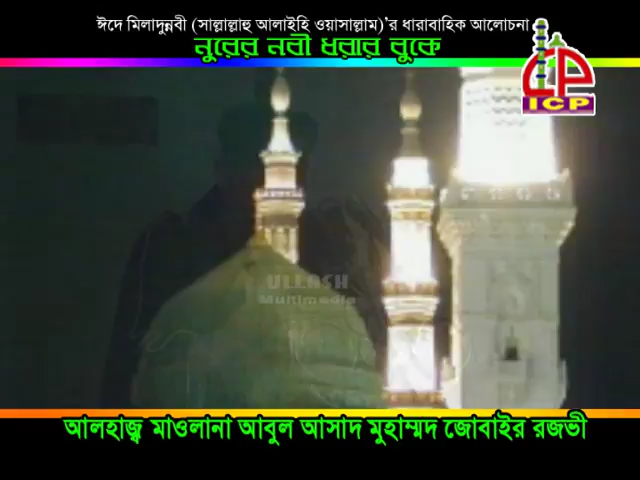 ঈদে মিলাদুন্নবী (সাল্লাল্লাহু আলাইহি ওয়াসাল্লাম)'র ধারাবাহিক আলোচনা
নুরের নবী ধরার বুকে
ICP
ULLASH
Multimedia
আলহাজ্ব মাওলানা আবুল আসাদ মুহাম্মদ জোবাইর রজভী